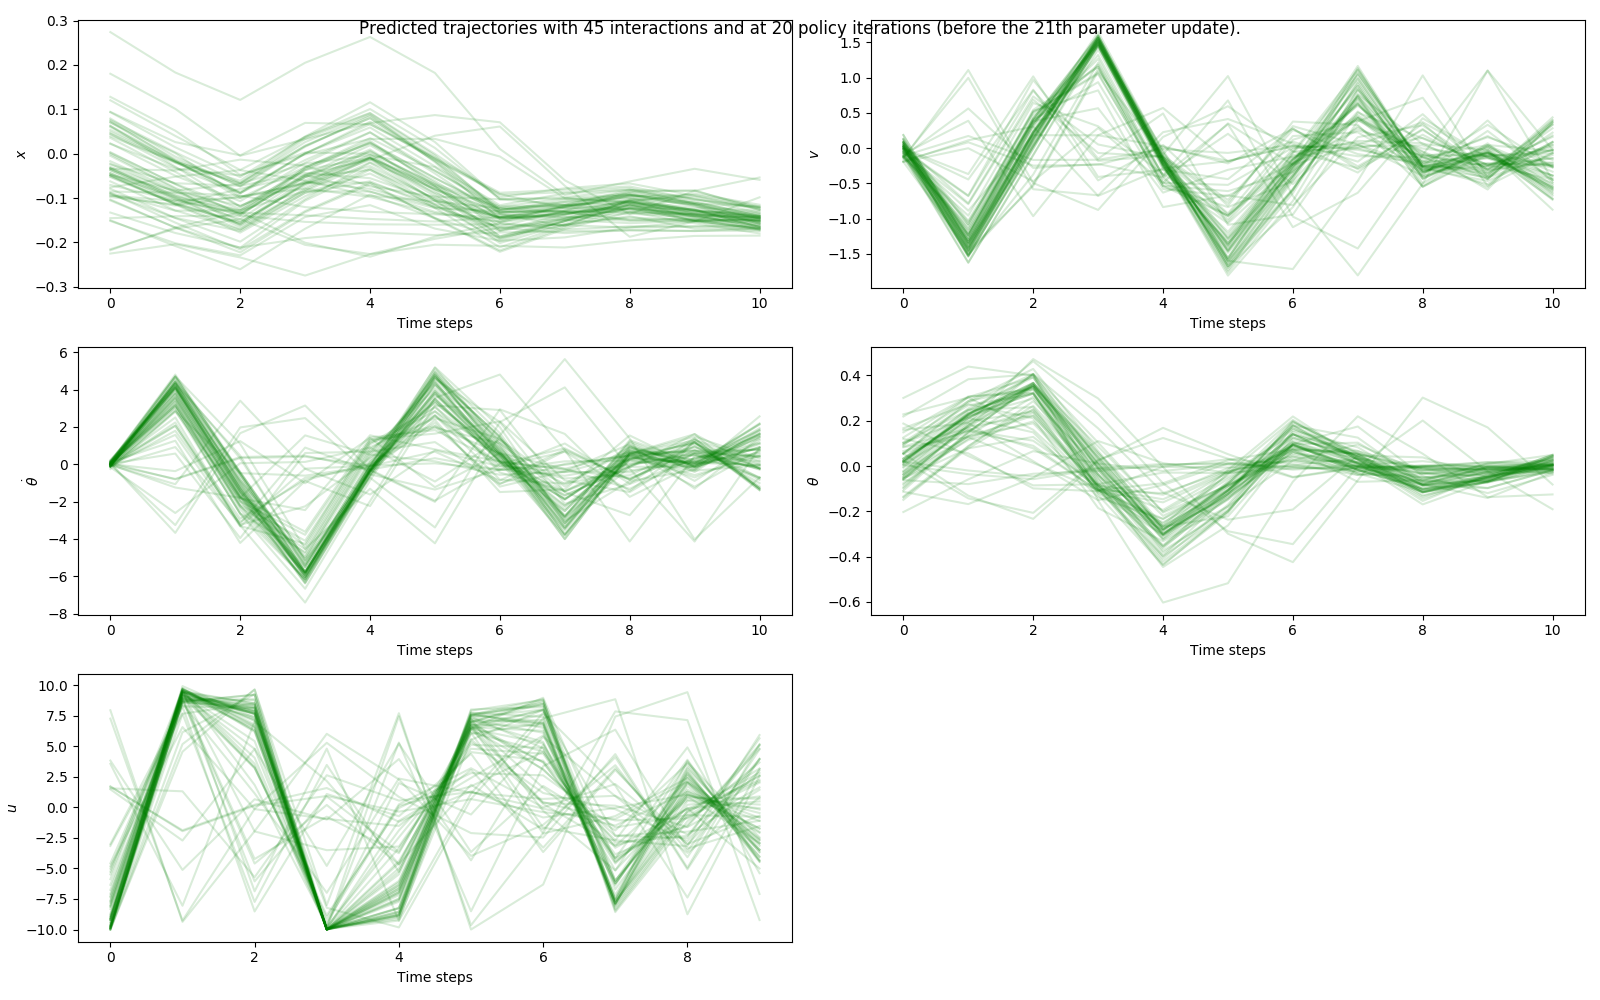 Predicted trajectories with 45 interactions and at 20 policy iterations (before the 21th parameter update).
0.3
0.2
0.1
0.0
−0.1
−0.2
−0.3
x
0 2 4 6 8 10
Time steps
1.5
1.0
0.5
0.0
−0.5
−1.0
−1.5
v
0 2 4 6 8 10
Time steps
6
4
2
0
−2
−4
−6
−8
θ̇
0 2 4 6 8 10
Time steps
0.4
0.2
0.0
−0.2
−0.4
−0.6
θ
0 2 4 6 8 10
Time steps
10.0
7.5
5.0
2.5
0.0
−2.5
−5.0
−7.5
−10.0
u
0 2 4 6 8
Time steps